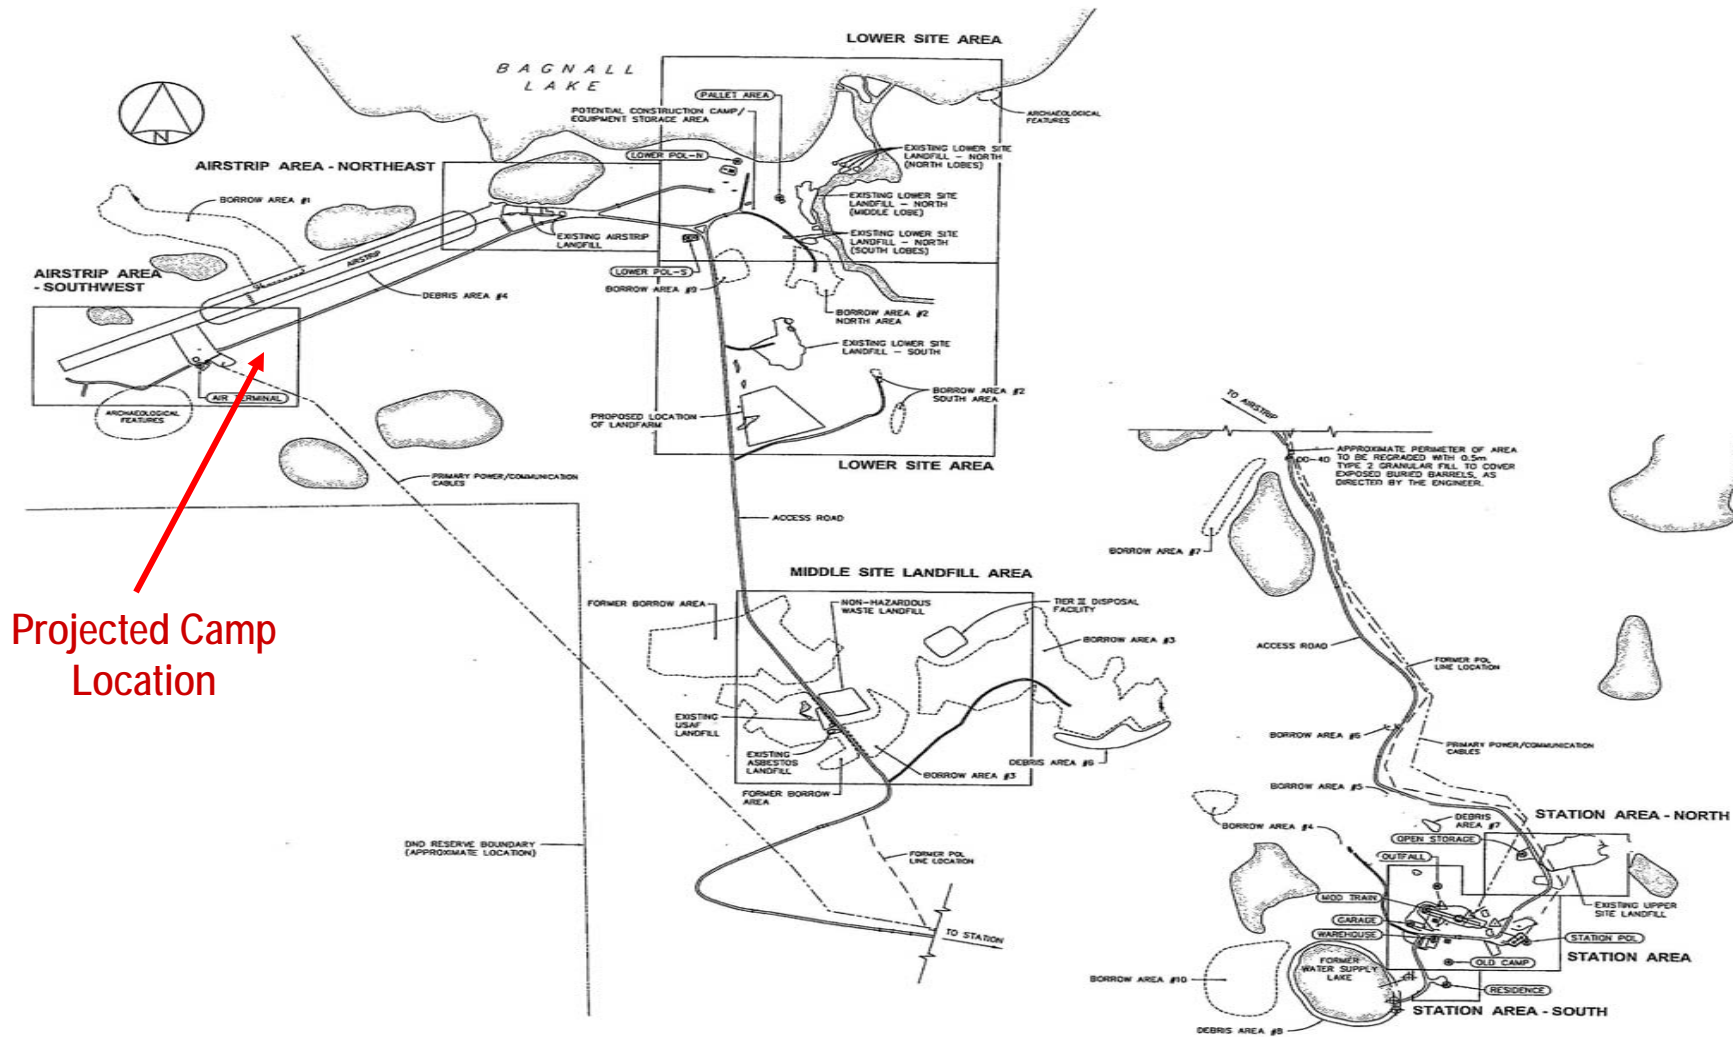 LOWER SITE AREA
BAGNALL
LAKE
PALLET AREA
POTENTIAL CONSTRUCTION CAMP/
EQUIPMENT STORAGE AREA
ARCHAEOLOGICAL
FEATURES
N
AIRSTRIP AREA - NORTHEAST
LOWER POL-N
EXISTING LOWER SITE
LANDFILL - NORTH
(NORTH LOBES)
BORROW AREA #1
EXISTING LOWER SITE
LANDFILL - NORTH
(MIDDLE LOBE)
EXISTING AIRSTRIP
LANDFILL
EXISTING LOWER SITE
LANDFILL - NORTH
(SOUTH LOBES)
AIRSTRIP
AIRSTRIP AREA
- SOUTHWEST
LOWER POL-S
BORROW AREA #9
DEBRIS AREA #4
BORROW AREA #2
NORTH AREA
EXISTING LOWER SITE
LANDFILL - SOUTH
AIR TERMINAL
ARCHAEOLOGICAL
FEATURES
BORROW AREA #2
SOUTH AREA
PROPOSED LOCATION
OF LANDFARM
TO AIRSTRIP
LOWER SITE AREA
PRIMARY POWER/COMMUNICATION
CABLES
DC-40
APPROXIMATE PERIMETER OF AREA
TO BE REGRADED WITH 0.5m
TYPE 2 GRANULAR FILL TO COVER
EXPOSED BURIED BARRELS, AS
DIRECTED BY THE ENGINEER.
ACCESS ROAD
BORROW AREA #7
MIDDLE SITE LANDFILL AREA
Projected Camp
Location
FORMER BORROW AREA
NON-HAZARDOUS
WASTE LANDFILL
TIER II DISPOSAL
FACILITY
BORROW AREA #3
ACCESS ROAD
FORMER POL
LINE LOCATION
EXISTING
USAF
LANDFILL
EXISTING
ASBESTOS
LANDFILL
BORROW AREA #3
DEBRIS AREA #6
FORMER BORROW
AREA
BORROW AREA #6
PRIMARY POWER/COMMUNICATION
CABLES
BORROW AREA #5
STATION AREA - NORTH
DEBRIS
AREA #7
BORROW AREA #4
OPEN STORAGE
DND RESERVE BOUNDARY
(APPROXIMATE LOCATION)
FORMER POL
LINE LOCATION
OUTFALL
MOD TRAIN
EXISTING UPPER
SITE LANDFILL
GARAGE
WAREHOUSE
STATION POL
TO STATION
STATION AREA
OLD CAMP
FORMER
WATER SUPPLY
LAKE
BORROW AREA #10
RESIDENCE
STATION AREA - SOUTH
DEBRIS AREA #8